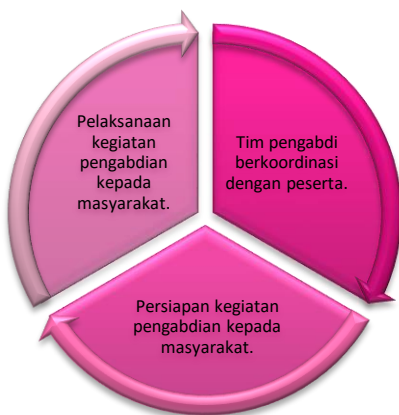 Pelaksanaan
kegiatan
pengabdian
kepada
masyarakat.
Tim pengabdi
berkoordinasi
dengan peserta.
Persiapan kegiatan
pengabdian kepada
masyarakat.